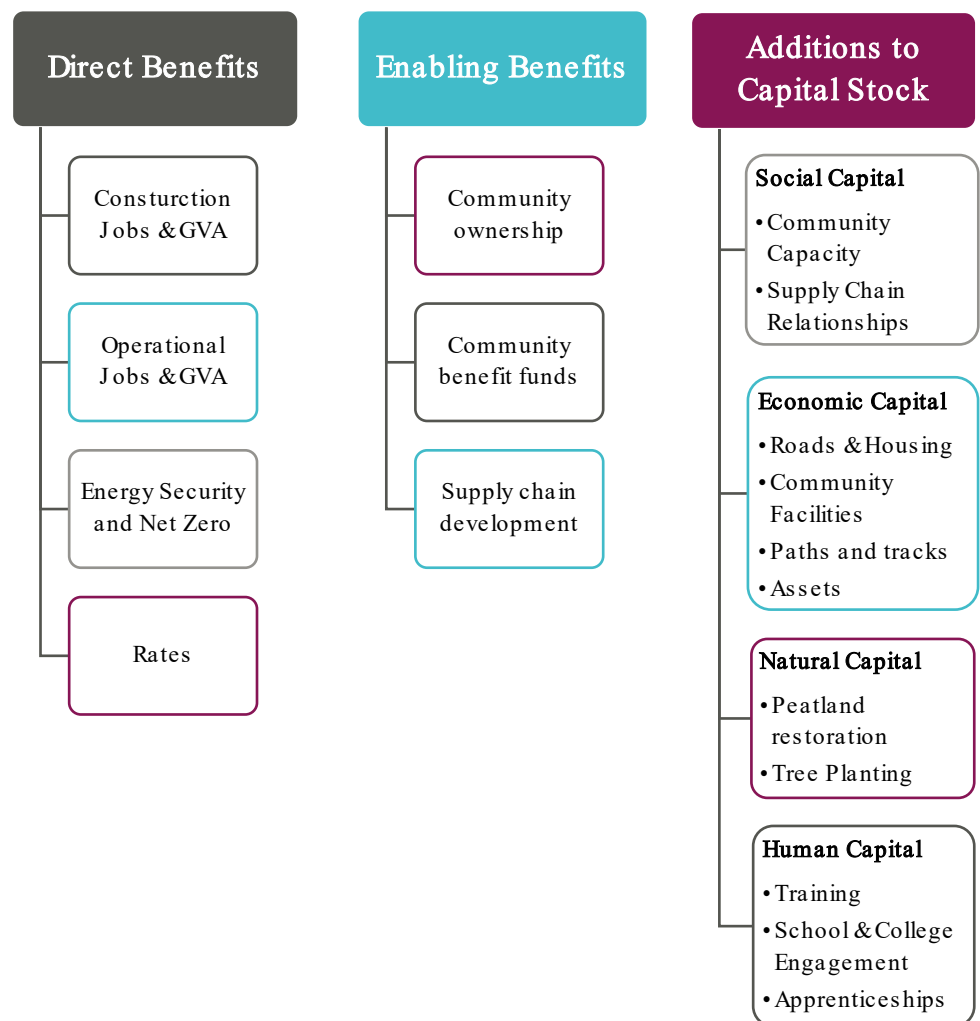 Direct Benefits
Consturction
Jobs & GVA
Operational
Jobs & GVA
Energy Security
and Net Zero
Rates
Enabling Benefits
Community
ownership
Community
benefit funds
Supply chain
development
Additions to
Capital Stock
Social Capital
• Community
Capacity
• Supply Chain
Relationships
Economic Capital
• Roads & Housing
• Community
Facilities
• Paths and tracks
• Assets
Natural Capital
• Peatland
restoration
• Tree Planting
Human Capital
• Training
• School & College
Engagement
• Apprenticeships